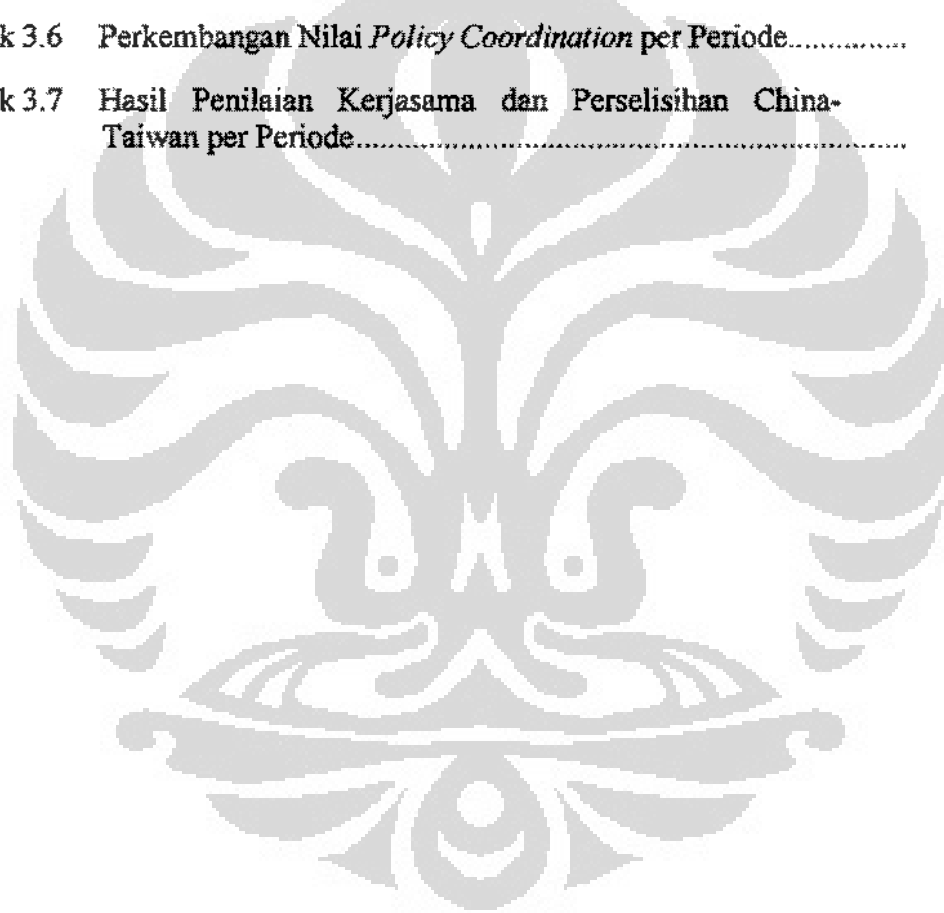 k 3.6 Perkembangan Nilai Policy Coordination per Periode...............
k 3.7 Hasil Penilaian Kerjasama dan Perselisihan China-
Taiwan per Periode...............................................................................